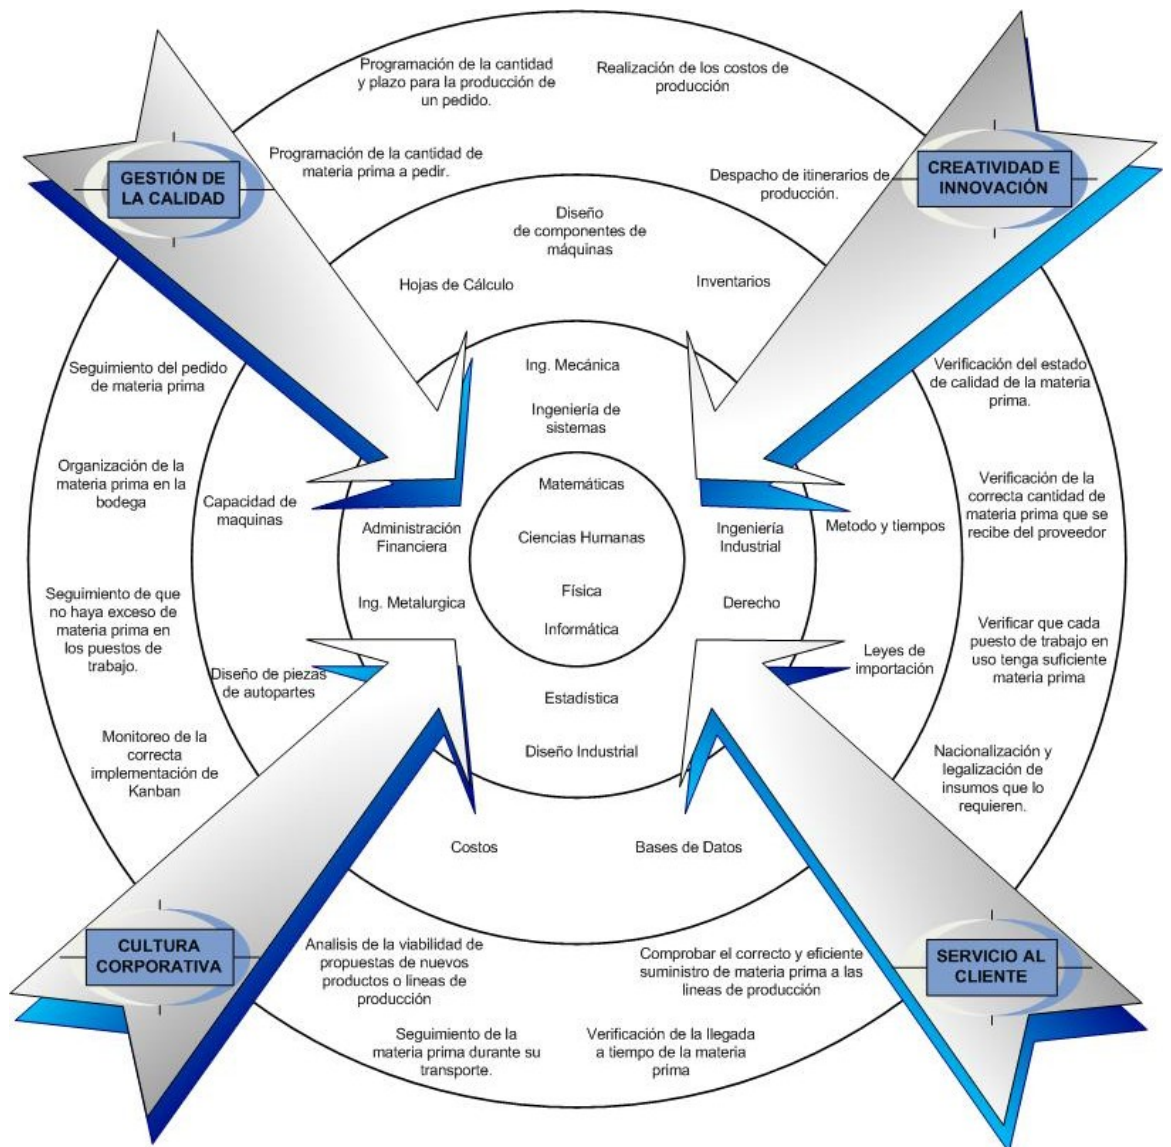 Programación de la cantidad
y plazo para la producción de
un pedido.
Realización de los costos de
producción
Programación de la cantidad de
materia prima a pedir.
GESTIÓN DE
LA CALIDAD
CREATIVIDAD E
INNOVACIÓN
Despacho de itinerarios de
producción.
Diseño
de componentes de
máquinas
Hojas de Cálculo
Inventarios
Seguimiento del pedido
de materia prima
Ing. Mecánica
Verificación del estado
de calidad de la materia
prima.
Ingeniería de
sistemas
Organización de la
materia prima en la
bodega
Capacidad de
maquinas
Matemáticas
Verificación de la
correcta cantidad de
materia prima que se
recibe del proveedor
Administración
Financiera
Ciencias Humanas
Ingeniería
Industrial
Metodo y tiempos
Seguimiento de que
no haya exceso de
materia prima en
los puestos de
trabajo.
Ing. Metalurgica
Física
Derecho
Informática
Verificar que cada
puesto de trabajo en
uso tenga suficiente
materia prima
Diseño de piezas
de autopartes
Leyes de
importación
Estadística
Monitoreo de la
correcta
implementación de
Kanban
Diseño Industrial
Nacionalización y
legalización de
insumos que lo
requieren.
Costos
Bases de Datos
CULTURA
CORPORATIVA
Analisis de la viabilidad de
propuestas de nuevos
productos o lineas de
producción
Comprobar el correcto y eficiente
suministro de materia prima a las
lineas de producción
SERVICIO AL
CLIENTE
Seguimiento de la
materia prima durante su
transporte.
Verificación de la llegada
a tiempo de la materia
prima